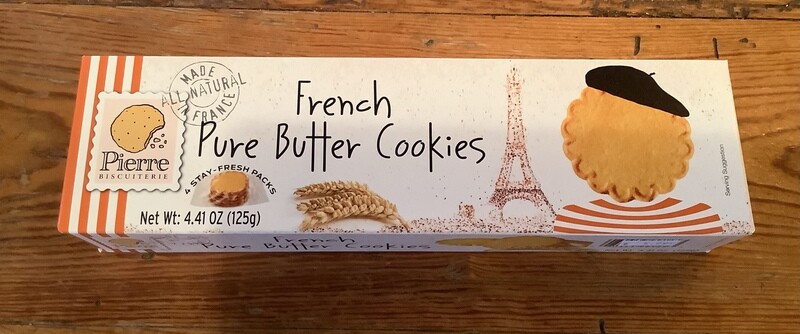 MADE
ALL NATURAL
IN FRANCE
Pierre
BISCUITERIE
French
Pure Butter Cookies
4 STAY-FRESH PACKS
Net Wt: 4.41 OZ (125g)
Serving Suggestion
French
Pure Butter Cookies